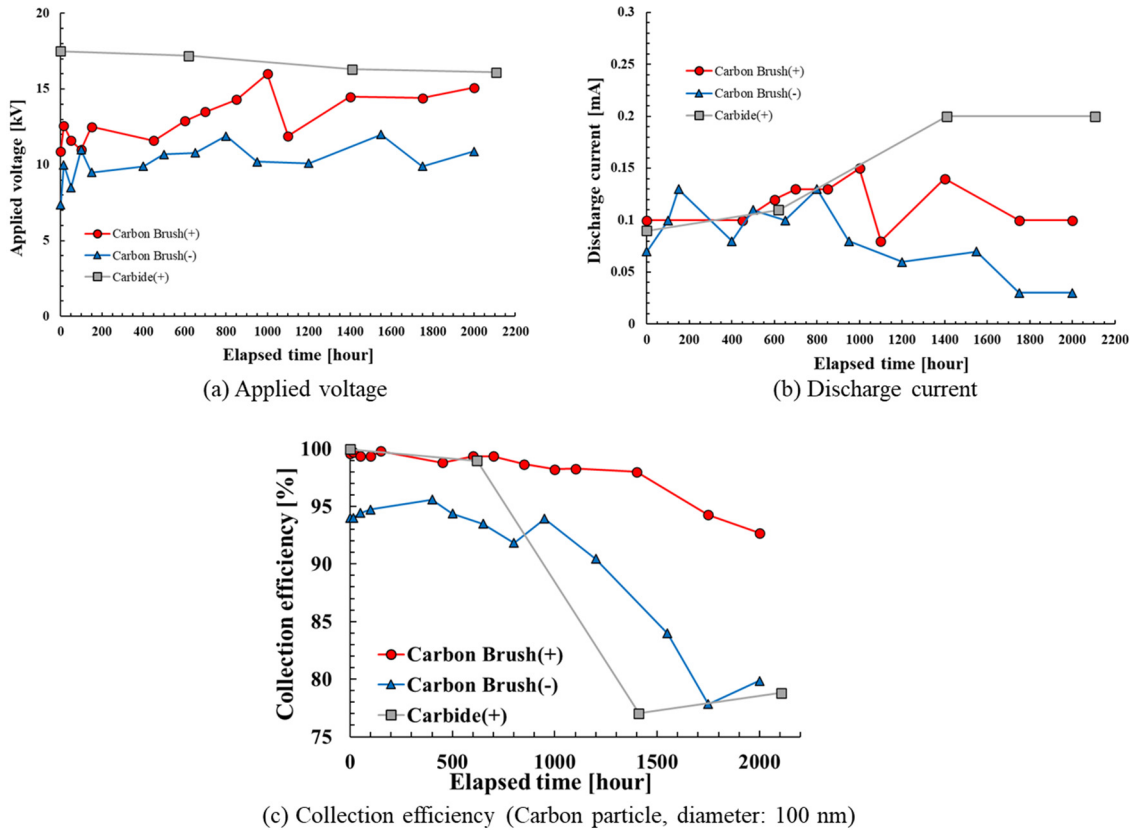 20
15
10
5
0
Applied voltage [kV]
Carbon Brush(+)
Carbon Brush(-)
Carbide(+)
0 200 400 600 800 1000 1200 1400 1600 1800 2000 2200
Elapsed time [hour]
(a) Applied voltage
0.3
0.25
0.2
0.15
0.1
0.05
0
Discharge current [mA]
Carbon Brush(+)
Carbon Brush(-)
Carbide(+)
0 200 400 600 800 1000 1200 1400 1600 1800 2000 2200
Elapsed time [hour]
(b) Discharge current
100
95
90
85
80
75
Collection efficiency [%]
Carbon Brush(+)
Carbon Brush(-)
Carbide(+)
0 500 1000 1500 2000
Elapsed time [hour]
(c) Collection efficiency (Carbon particle, diameter: 100 nm)